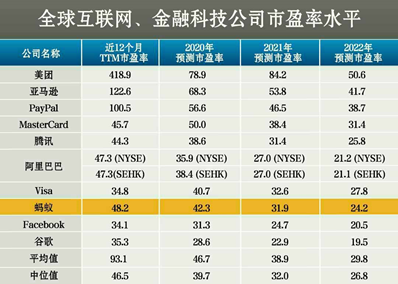 全球互联网、金融科技公司市盈率水平
公司名称 近12个月TTM市盈率 2020年预测市盈率 2021年预测市盈率 2022年预测市盈率
美团 418.9 78.9 84.2 50.6
亚马逊 122.6 68.3 53.8 41.7
PayPal 100.5 56.6 46.5 38.7
MasterCard 45.7 50.0 38.4 31.4
腾讯 44.3 38.6 31.4 25.8
阿里巴巴 47.3 (NYSE) 35.9 (NYSE) 27.0 (NYSE) 21.2 (NYSE)
47.3(SEHK) 38.4 (SEHK) 27.0 (SEHK) 21.1 (SEHK)
Visa 34.8 40.7 32.6 27.8
蚂蚁 48.2 42.3 31.9 24.2
Facebook 34.1 31.3 24.7 20.5
谷歌 35.3 28.6 22.9 19.5
平均值 93.1 46.7 38.9 29.8
中位值 46.5 39.7 32.0 26.8